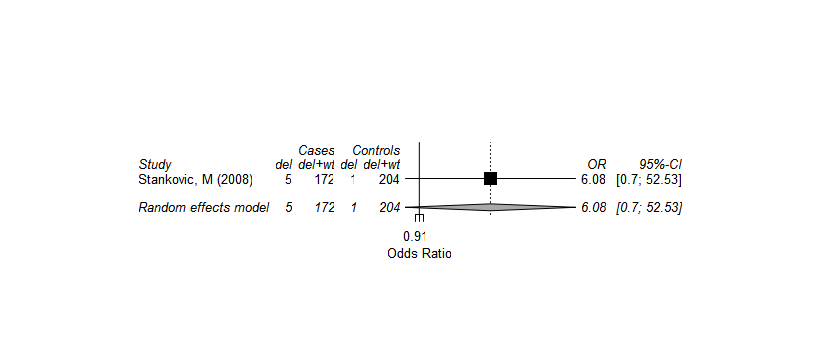 Cases Controls
Study del del+wt del del+wt OR 95%-CI
Stankovic, M (2008) 5 172 1 204 6.08 [0.7; 52.53]
Random effects model 5 172 1 204 6.08 [0.7; 52.53]
0.91
Odds Ratio